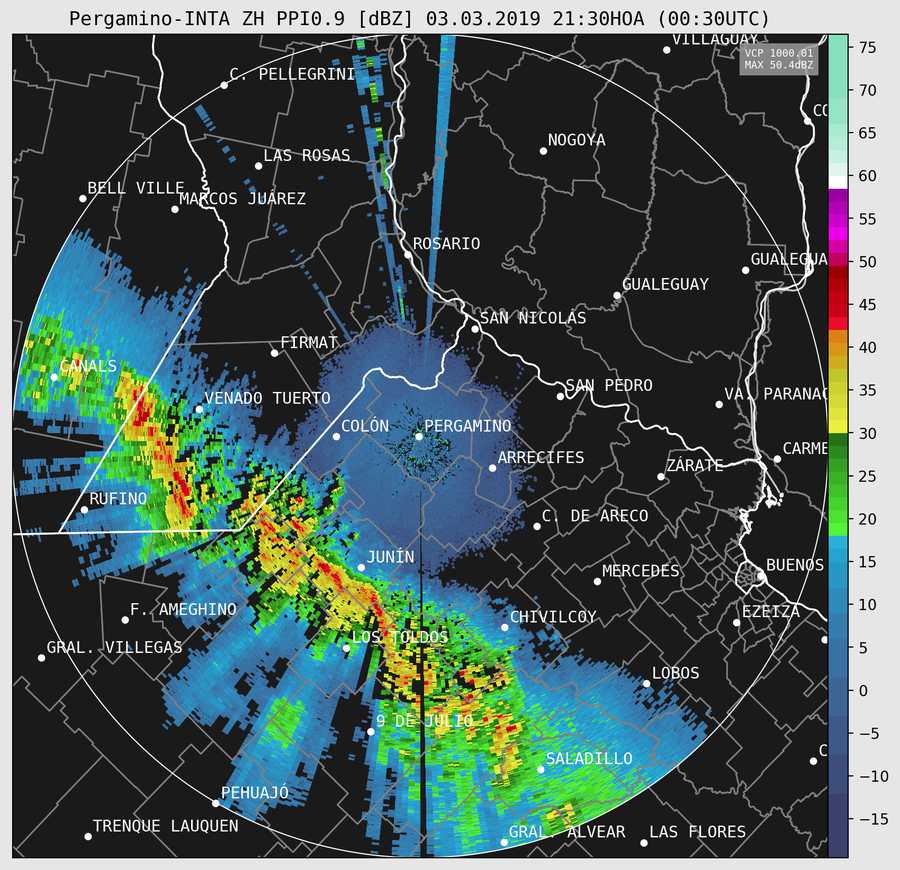 Pergamino-INTA ZH PPI0.9 [dBZ] 03.03.2019 21:30HOA (00:30UTC)
VILLAGUAY
VCP 1000.01
MAX 50.4dBZ
75
C. PELLEGRINI
70
CO
65
NOGOYA
LAS ROSAS
60
BELL VILLE
MARCOS JUÁREZ
55
ROSARIO
50
GUALEGUA
GUALEGUAY
45
SAN NICOLÁS
FIRMAT
40
CANALS
SAN PEDRO
35
VA. PARANAC
VENADO TUERTO
COLÓN
PERGAMINO
30
CARME
ARRECIFES
ZÁRATE
25
RUFINO
C. DE ARECO
20
JUNÍN
BUENOS
15
MERCEDES
F. AMEGHINO
EZEIZA
CHIVILCOY
10
LOS TOLDOS
GRAL. VILLEGAS
5
LOBOS
0
9 DE JULIO
−5
SALADILLO
C
−10
PEHUAJÓ
−15
TRENQUE LAUQUEN
GRAL. ALVEAR
LAS FLORES